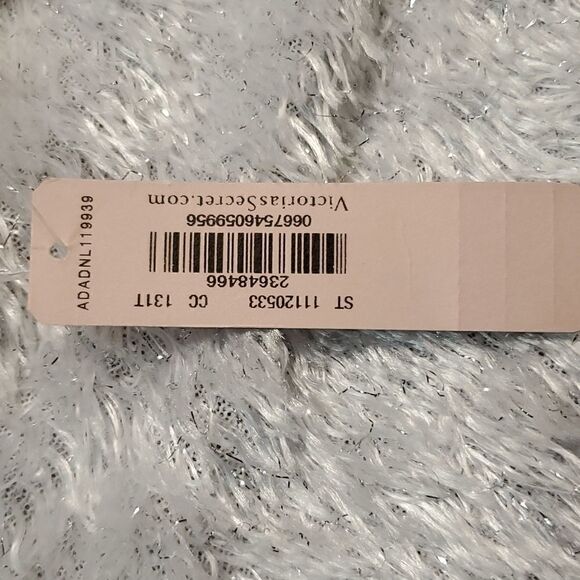 ADADNL119939
ST 11120533 CC 131T
23648466
0667546059956
VictoriasSecret.com